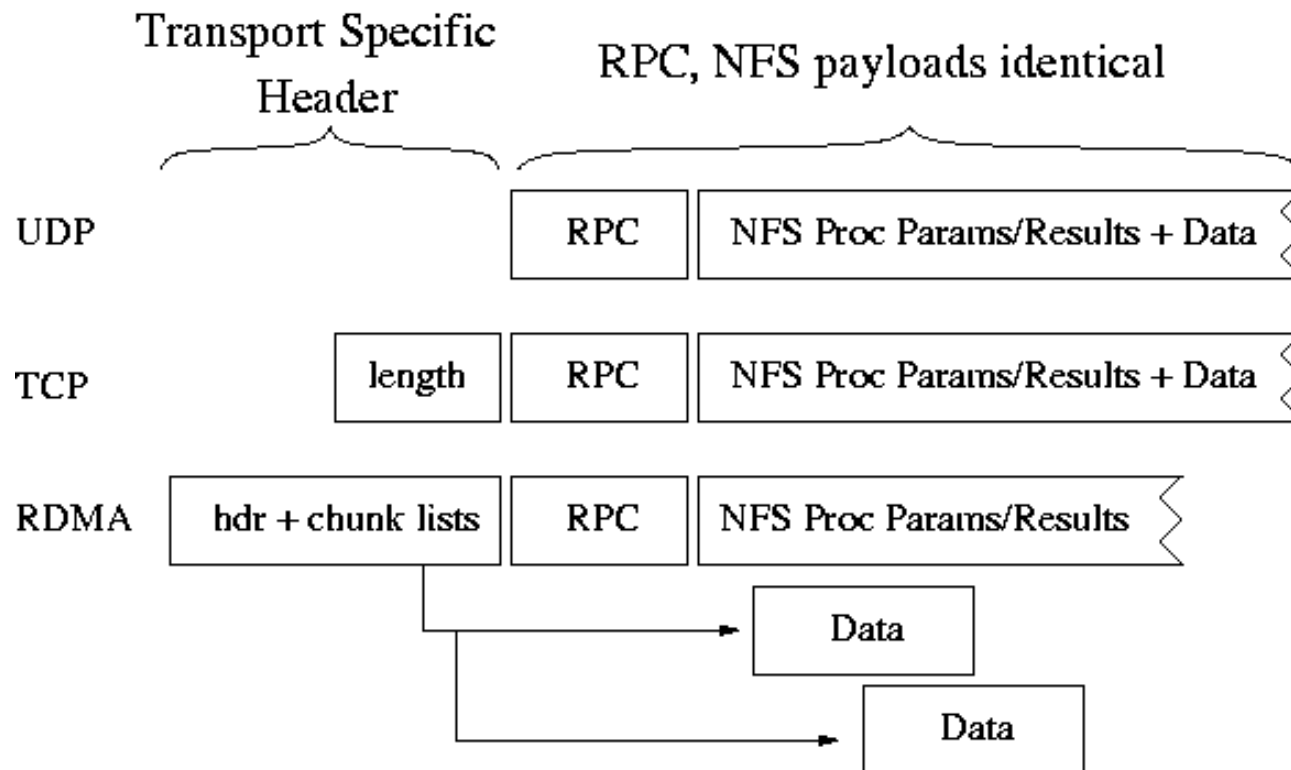 Transport Specific
Header
RPC, NFS payloads identical
UDP
RPC
NFS Proc Params/Results + Data
TCP
length
RPC
NFS Proc Params/Results + Data
RDMA
hdr + chunk lists
RPC
NFS Proc Params/Results
Data
Data